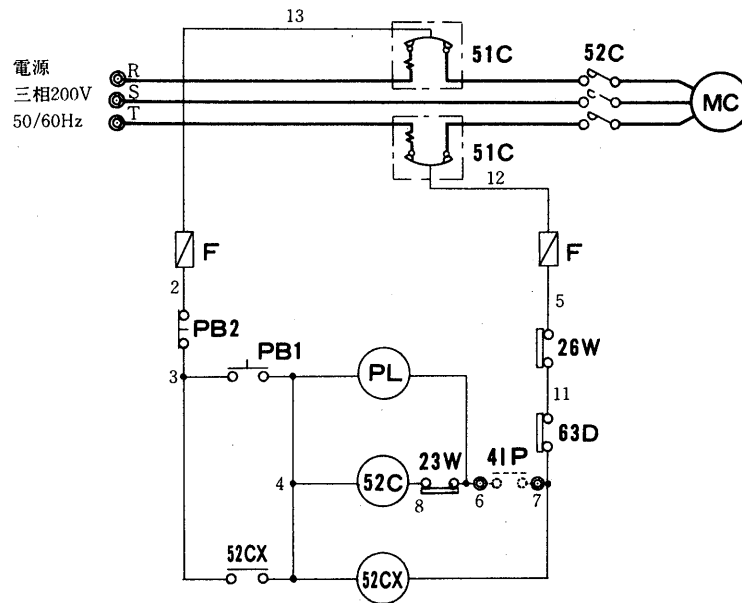 13
電源
三相200V
50/60Hz
R
S
T
51C
52C
MC
51C
12
F
F
2
5
PB2
26W
PB1
3
PL
11
63D
23W
41P
4
52C
8
6
7
52CX
52CX